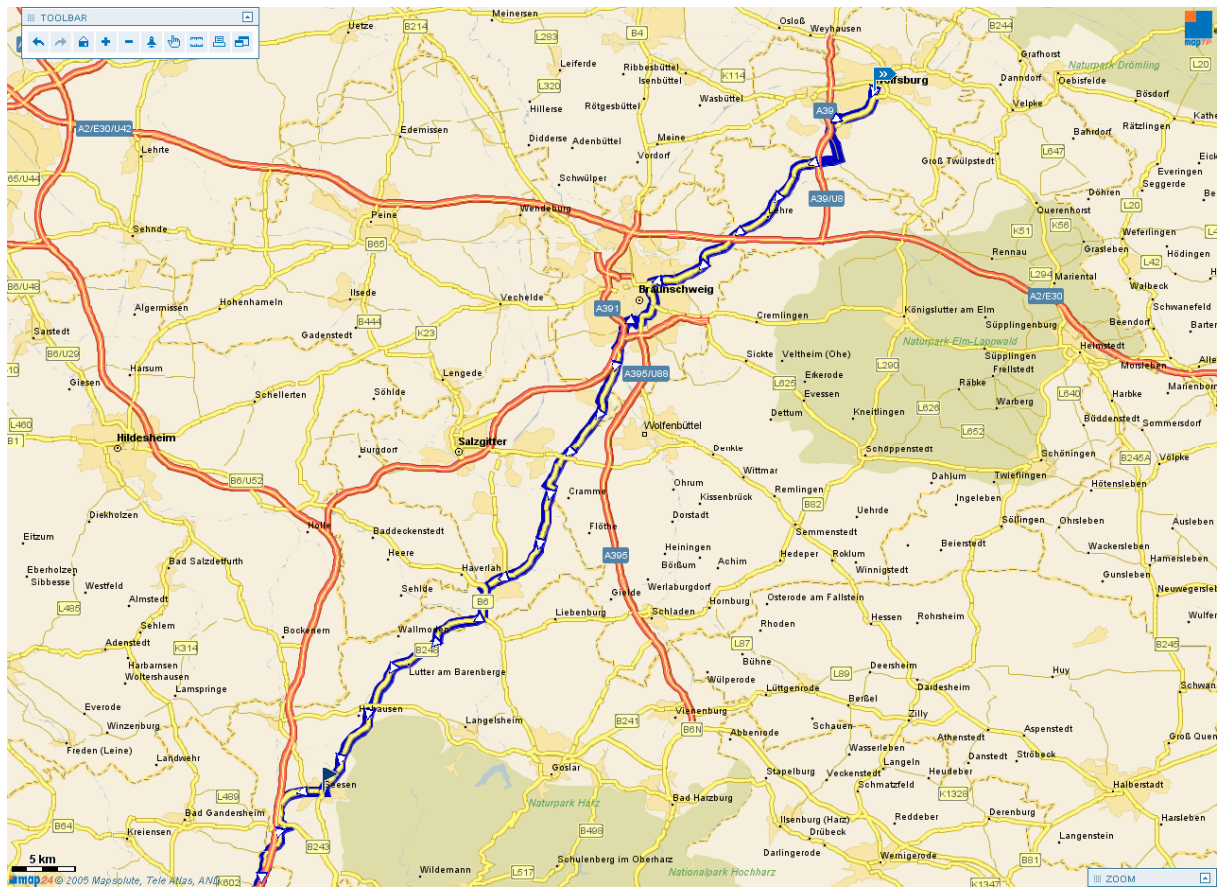 TOOLBAR
Meinersen
Osloß
Weyhausen
Uetze
B214
L283
B4
B244
Grafhorst
Naturpark Drömling
L20
Leiferde
Ribbesbüttel
Isenbüttel
K114
Danndorf
Oebisfelde
L320
Rötgesbüttel
Wasbüttel
Wolfsburg
Bösdorf
Hillerse
A39
Velpke
A2/E30/U42
Edemissen
Didderse
Adenbüttel
Meine
Bahrdorf
Rätzlingen
Lehrte
Vordorf
Groß Twülpstedt
L647
Schwülper
Everingen
Seggerde
65/U44
A39/U8
Döhren
Peine
Wendeburg
Lehre
Querenhorst
L20
Sehnde
B65
K51
K56
Weferlingen
Grasleben
Rennau
L42
Hödingen
B6/U48
L294
Mariental
Walbeck
Ilsede
Braunschweig
A2/E30
Algermissen
Hohenhameln
Vechelde
A391
Cremlingen
Königslutter am Elm
Schwanefeld
B444
Süpplingenburg
Beendorf
Sarstedt
Gadenstedt
K23
Naturpark Elm-Lappwald
Helmstedt
B6/U29
Sickte
Veltheim (Ohe)
Süpplingen
Frellstedt
Morsleben
Giesen
Harsum
Lengede
A395/U88
Erkerode
L290
Räbke
Marienborn
Schellerten
Söhlde
L625
Evessen
Warberg
L640
Harbke
L460
Dettum
Kneitlingen
L626
Büddenstedt
Sommersdorf
B1
Hildesheim
Salzgitter
Wolfenbüttel
L652
Burgdorf
Denkte
Schöppenstedt
Schöningen
B245A
Völpke
B6/U52
Wittmar
Dahlum
Twieflingen
Hötensleben
Cramme
Ohrum
Kissenbrück
Remlingen
B82
Ingeleben
Diekholzen
Holle
Dorstadt
Uehrde
Söllingen
Ohrsleben
Ausleben
Eitzum
Baddeckenstedt
Flöthe
Semmenstedt
Heere
Heiningen
Börßum
Beierstedt
Wackersleben
Bad Salzdetfurth
A395
Achim
Hedeper
Roklum
Winnigstedt
Hamersleben
Eberholzen
Sibbesse
Haverlah
Gunsleben
Westfeld
Sehlde
Werlaburgdorf
L485
Almstedt
B6
Gielde
Hornburg
Osterode am Fallstein
Liebenburg
Schladen
Hessen
Rohrsheim
Sehlem
Bockenem
Wallmoden
Rhoden
Adenstedt
K314
B248
L87
B245
Harbarnsen
Woltershausen
Lutter am Barenberge
Bühne
Deersheim
Huy
Lamspringe
Wülperode
Lüttgenrode
L89
Dardesheim
Everode
Hahausen
Berßel
Winzenburg
Langelsheim
B241
Vienenburg
Schauen
Zilly
Aspenstedt
B6N
Abbenrode
Athenstedt
Freden (Leine)
Wasserleben
Danstedt
Ströbeck
Landwehr
Goslar
Stapelburg
Langeln
Veckenstedt
Heudeber
Halberstadt
Seesen
Schmatzfeld
K1328
L489
Naturpark Harz
Bad Harzburg
Bad Gandersheim
Reddeber
Derenburg
Harsleben
B64
Kreiensen
B498
Ilsenburg (Harz)
Drübeck
Langenstein
B243
Darlingerode
Wernigerode
B81
5 km
Schulenberg im Oberharz
Wildemann
L517
Nationalpark Hochharz
map24 © 2005 Mapsolute, Tele Atlas, AND
K602
K1347
ZOOM